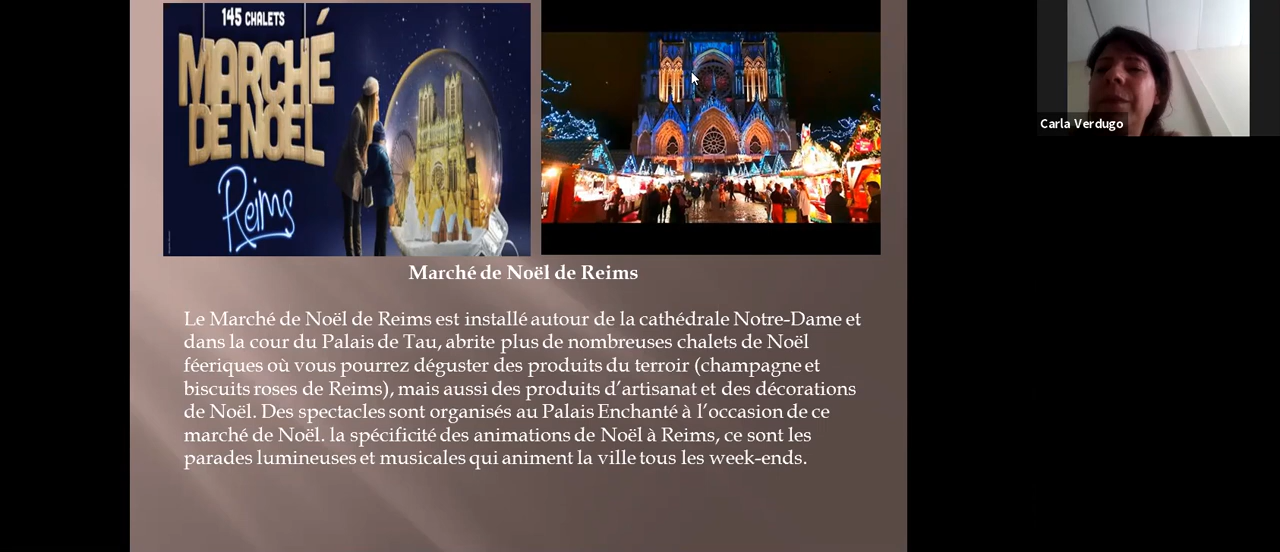 145 CHALETS
MARCHÉ
DE NOËL
Reims
Carla Verdugo
Marché de Noël de Reims
Le Marché de Noël de Reims est installé autour de la cathédrale Notre-Dame et
dans la cour du Palais de Tau, abrite plus de nombreuses chalets de Noël
féeriques où vous pourrez déguster des produits du terroir (champagne et
biscuits roses de Reims), mais aussi des produits d’artisanat et des décorations
de Noël. Des spectacles sont organisés au Palais Enchanté à l’occasion de ce
marché de Noël. la spécificité des animations de Noël à Reims, ce sont les
parades lumineuses et musicales qui animent la ville tous les week-ends.